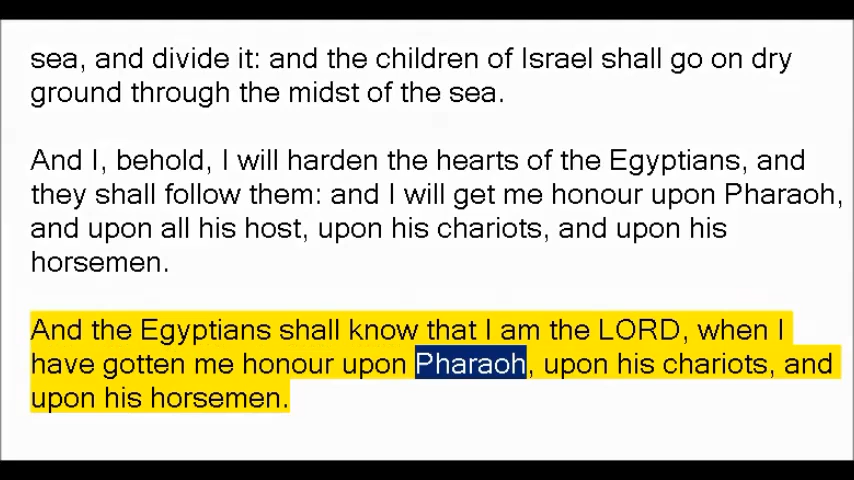 sea, and divide it: and the children of Israel shall go on dry
ground through the midst of the sea.
And I, behold, I will harden the hearts of the Egyptians, and
they shall follow them: and I will get me honour upon Pharaoh,
and upon all his host, upon his chariots, and upon his
horsemen.
And the Egyptians shall know that I am the LORD, when I
have gotten me honour upon Pharaoh, upon his chariots, and
upon his horsemen.